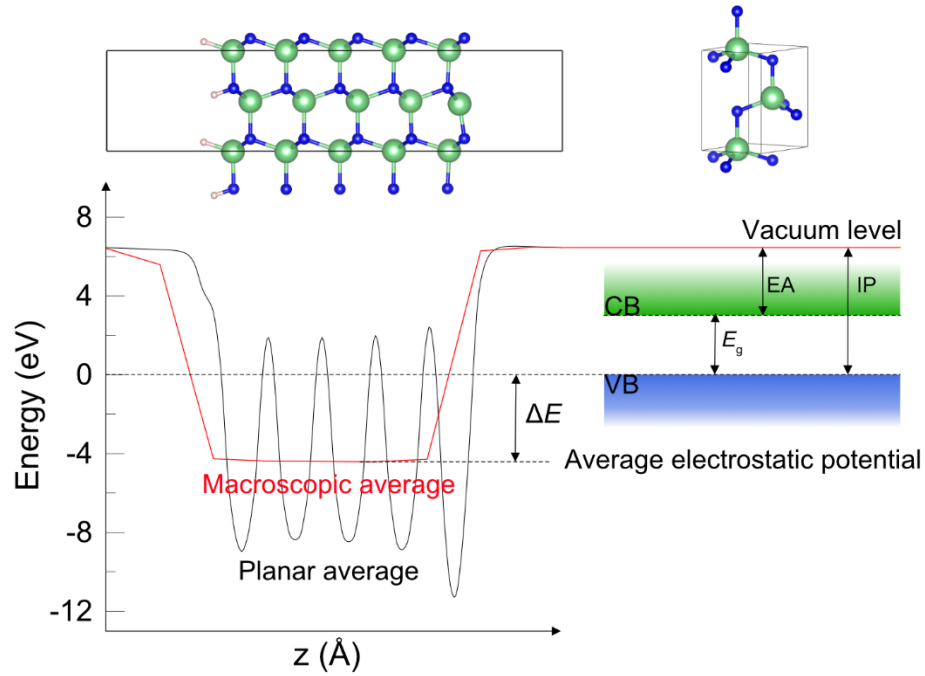 8
4
0
-4
-8
-12
Energy (eV)
z (Å)
Macroscopic average
Planar average
ΔE
Average electrostatic potential
Vacuum level
EA
IP
CB
Eg
VB